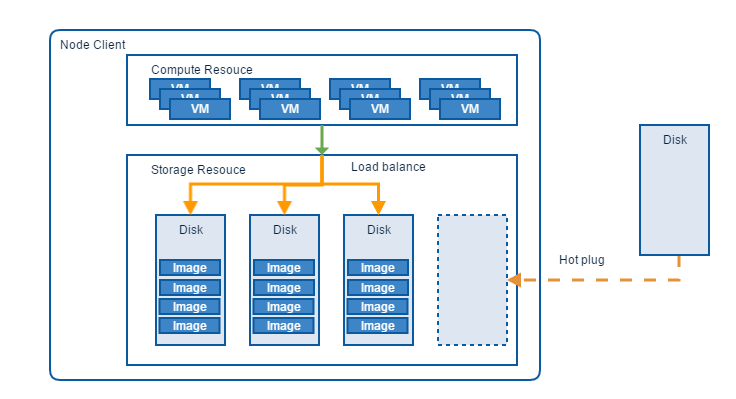 Node Client
Compute Resouce
VM VM VM VM
VM VM VM VM
VM VM VM VM
Storage Resouce
Load balance
Disk
Disk Disk Disk
Hot plug
Image Image Image
Image Image Image
Image Image Image
Image Image Image